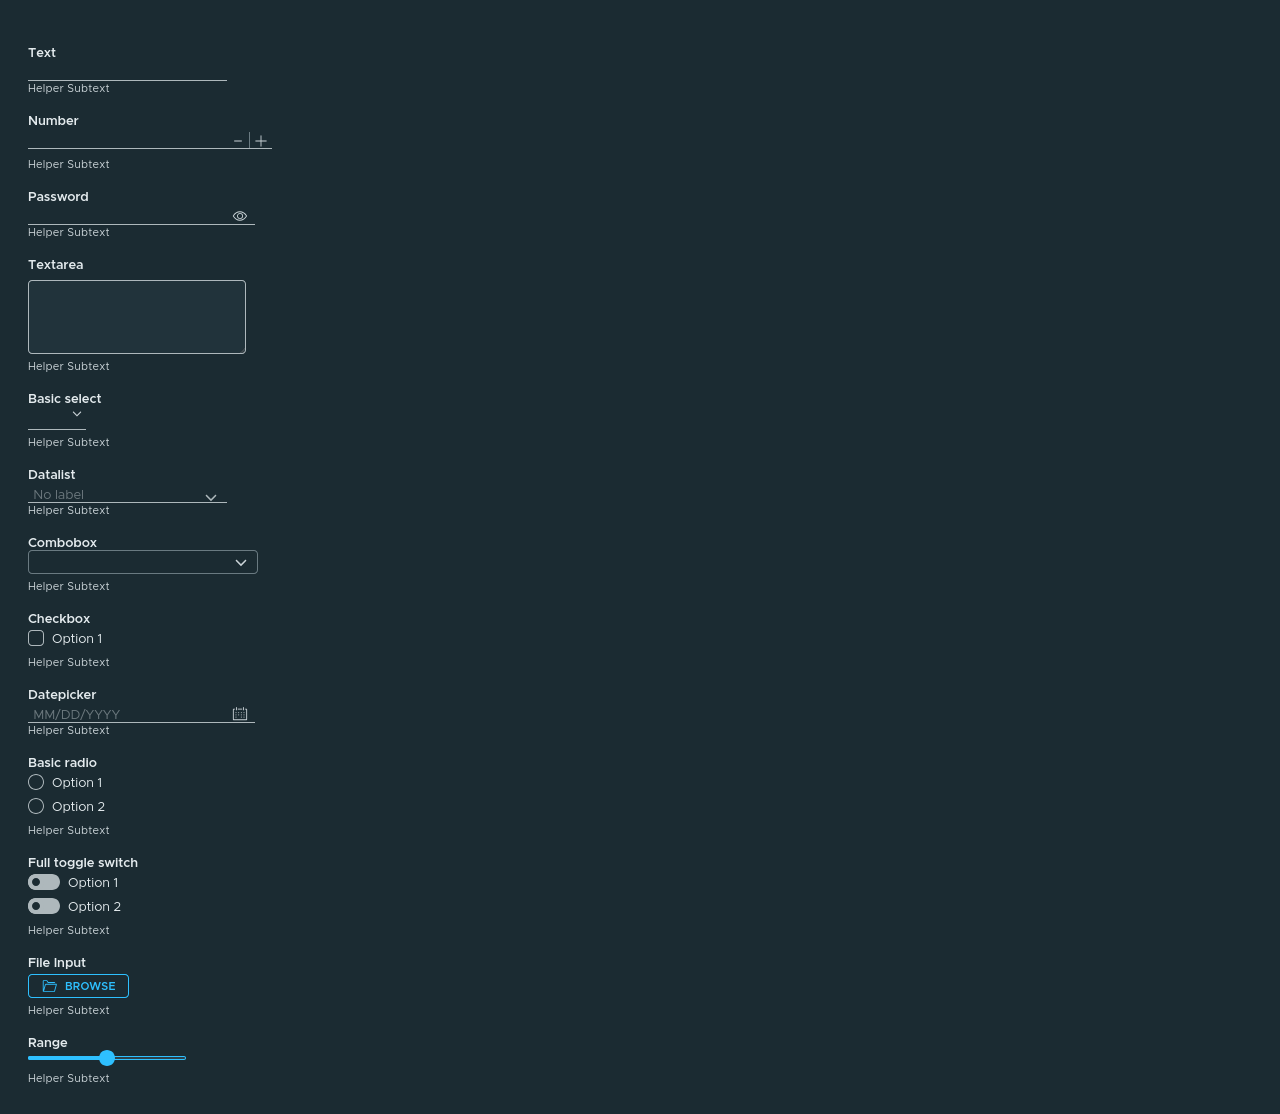 Text
Helper Subtext
Number
Helper Subtext
Password
Helper Subtext
Textarea
Helper Subtext
Basic select
Helper Subtext
Datalist
No label
Helper Subtext
Combobox
Helper Subtext
Checkbox
Option 1
Helper Subtext
Datepicker
MM/DD/YYYY
Helper Subtext
Basic radio
Option 1
Option 2
Helper Subtext
Full toggle switch
Option 1
Option 2
Helper Subtext
File Input
BROWSE
Helper Subtext
Range
Helper Subtext